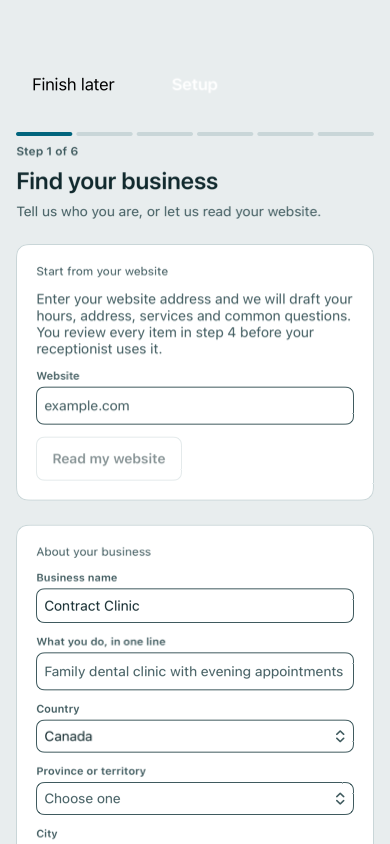 Finish later
Setup
Step 1 of 6
Find your business
Tell us who you are, or let us read your website.
Start from your website
Enter your website address and we will draft your
hours, address, services and common questions.
You review every item in step 4 before your
receptionist uses it.
Website
example.com
Read my website
About your business
Business name
Contract Clinic
What you do, in one line
Family dental clinic with evening appointments
Country
Canada
Province or territory
Choose one
City